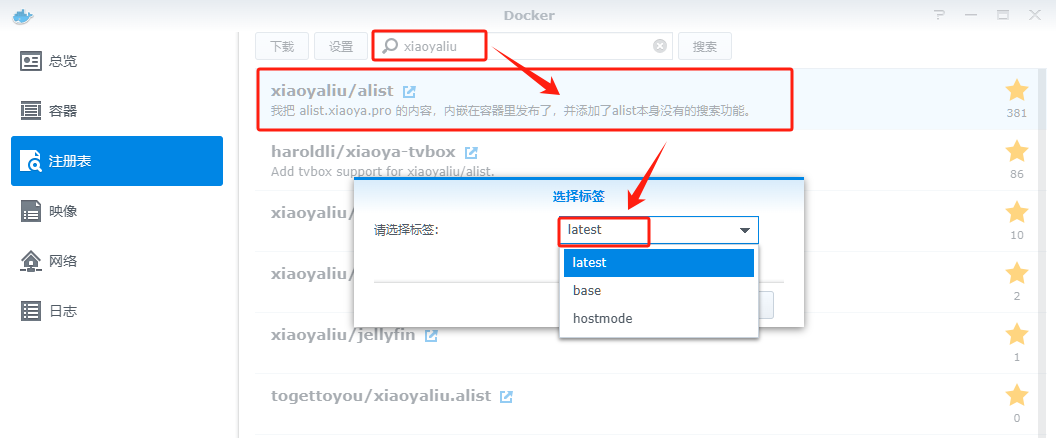 Docker
总览
容器
注册表
映像
网络
日志
下载
设置
xiaoyaliu
搜索
xiaoyaliu/alist
我把 alist.xiaoya.pro 的内容，内嵌在容器里发布了，并添加了alist本身没有的搜索功能。
381
haroldli/xiaoya-tvbox
Add tvbox support for xiaoyaliu/alist.
86
xiaoyaliu/
10
xiaoyaliu/
2
xiaoyaliu/jellyfin
1
togettoyou/xiaoyaliu.alist
0
选择标签
请选择标签:
latest
latest
base
hostmode